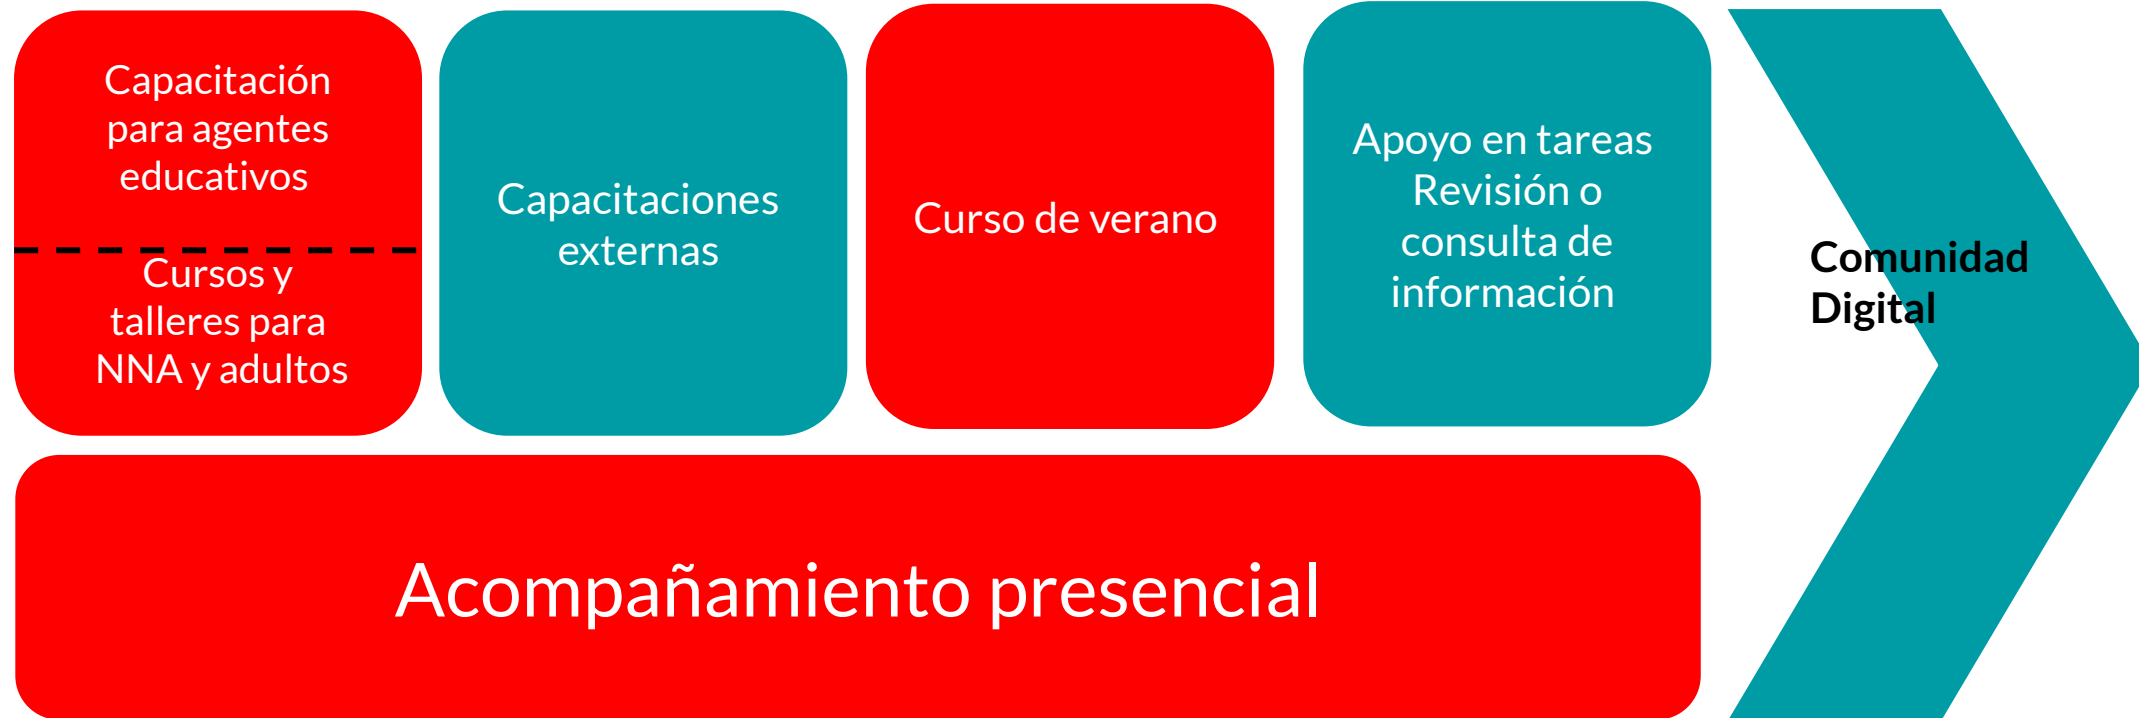 Capacitación
para agentes
educativos
Cursos y
talleres para
NNA y adultos
Capacitaciones
externas
Curso de verano
Apoyo en tareas
Revisión o
consulta de
información
Comunidad
Digital
Acompañamiento presencial